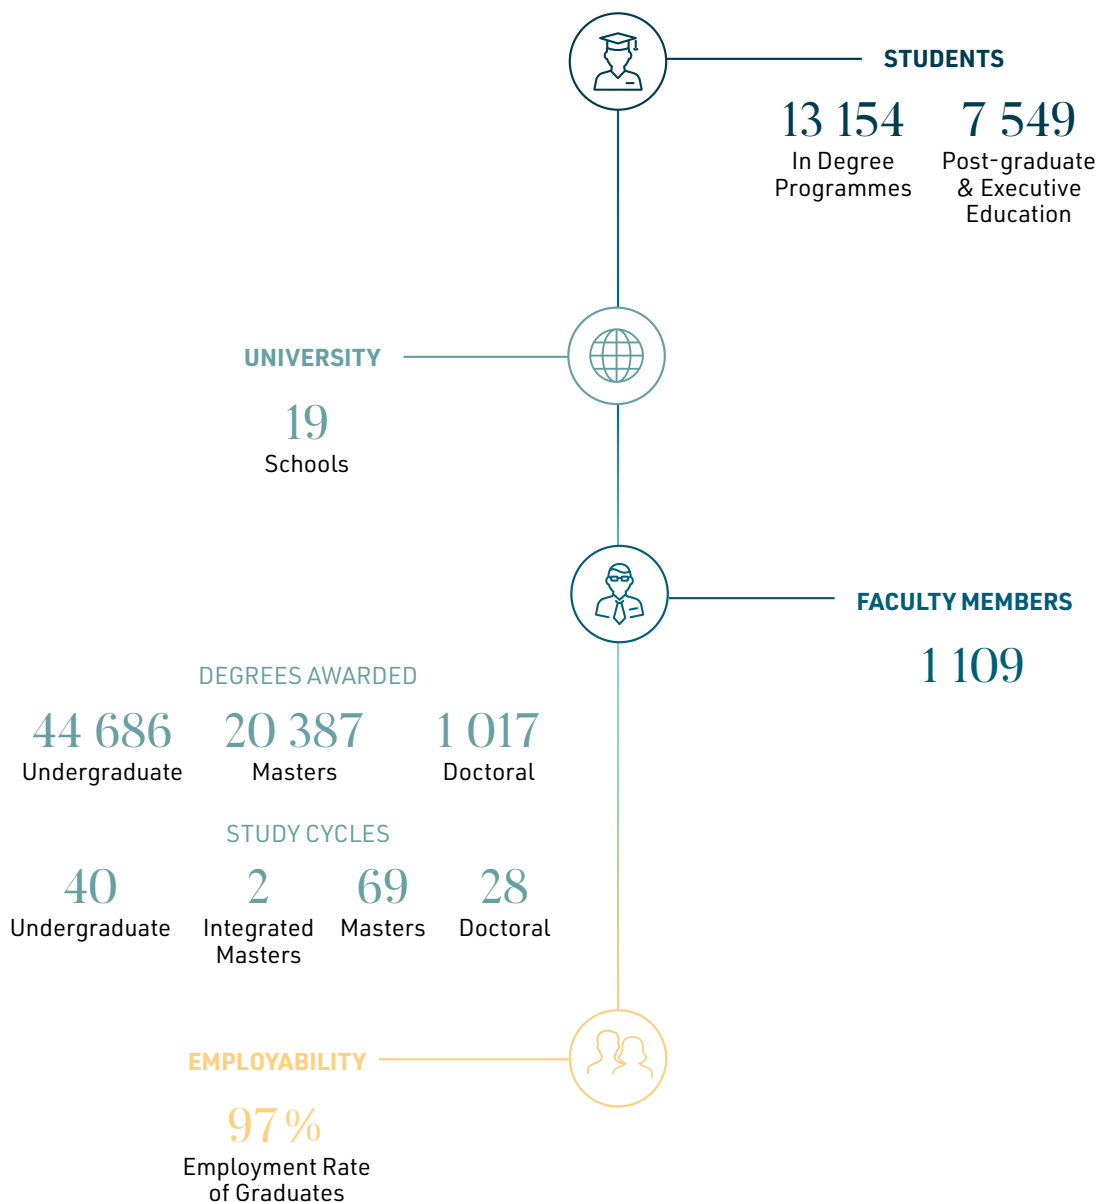 STUDENTS
13 154
In Degree
Programmes
7 549
Post-graduate
& Executive
Education
UNIVERSITY
19
Schools
FACULTY MEMBERS
1 109
DEGREES AWARDED
44 686
Undergraduate
20 387
Masters
1 017
Doctoral
STUDY CYCLES
40
Undergraduate
2
Integrated
Masters
69
Masters
28
Doctoral
EMPLOYABILITY
97 %
Employment Rate
of Graduates